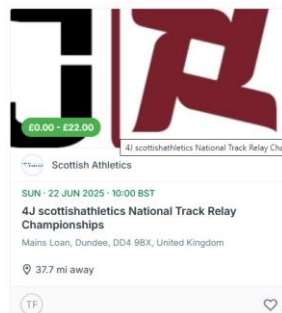 £0.00 - £22.00
4J scottishathletics National Track Relay Cha
Scottish Athletics
SUN · 22 JUN 2025 · 10:00 BST
4J scottishathletics National Track Relay
Championships
Mains Loan, Dundee, DD4 9BX, United Kingdom
37.7 mi away
TF